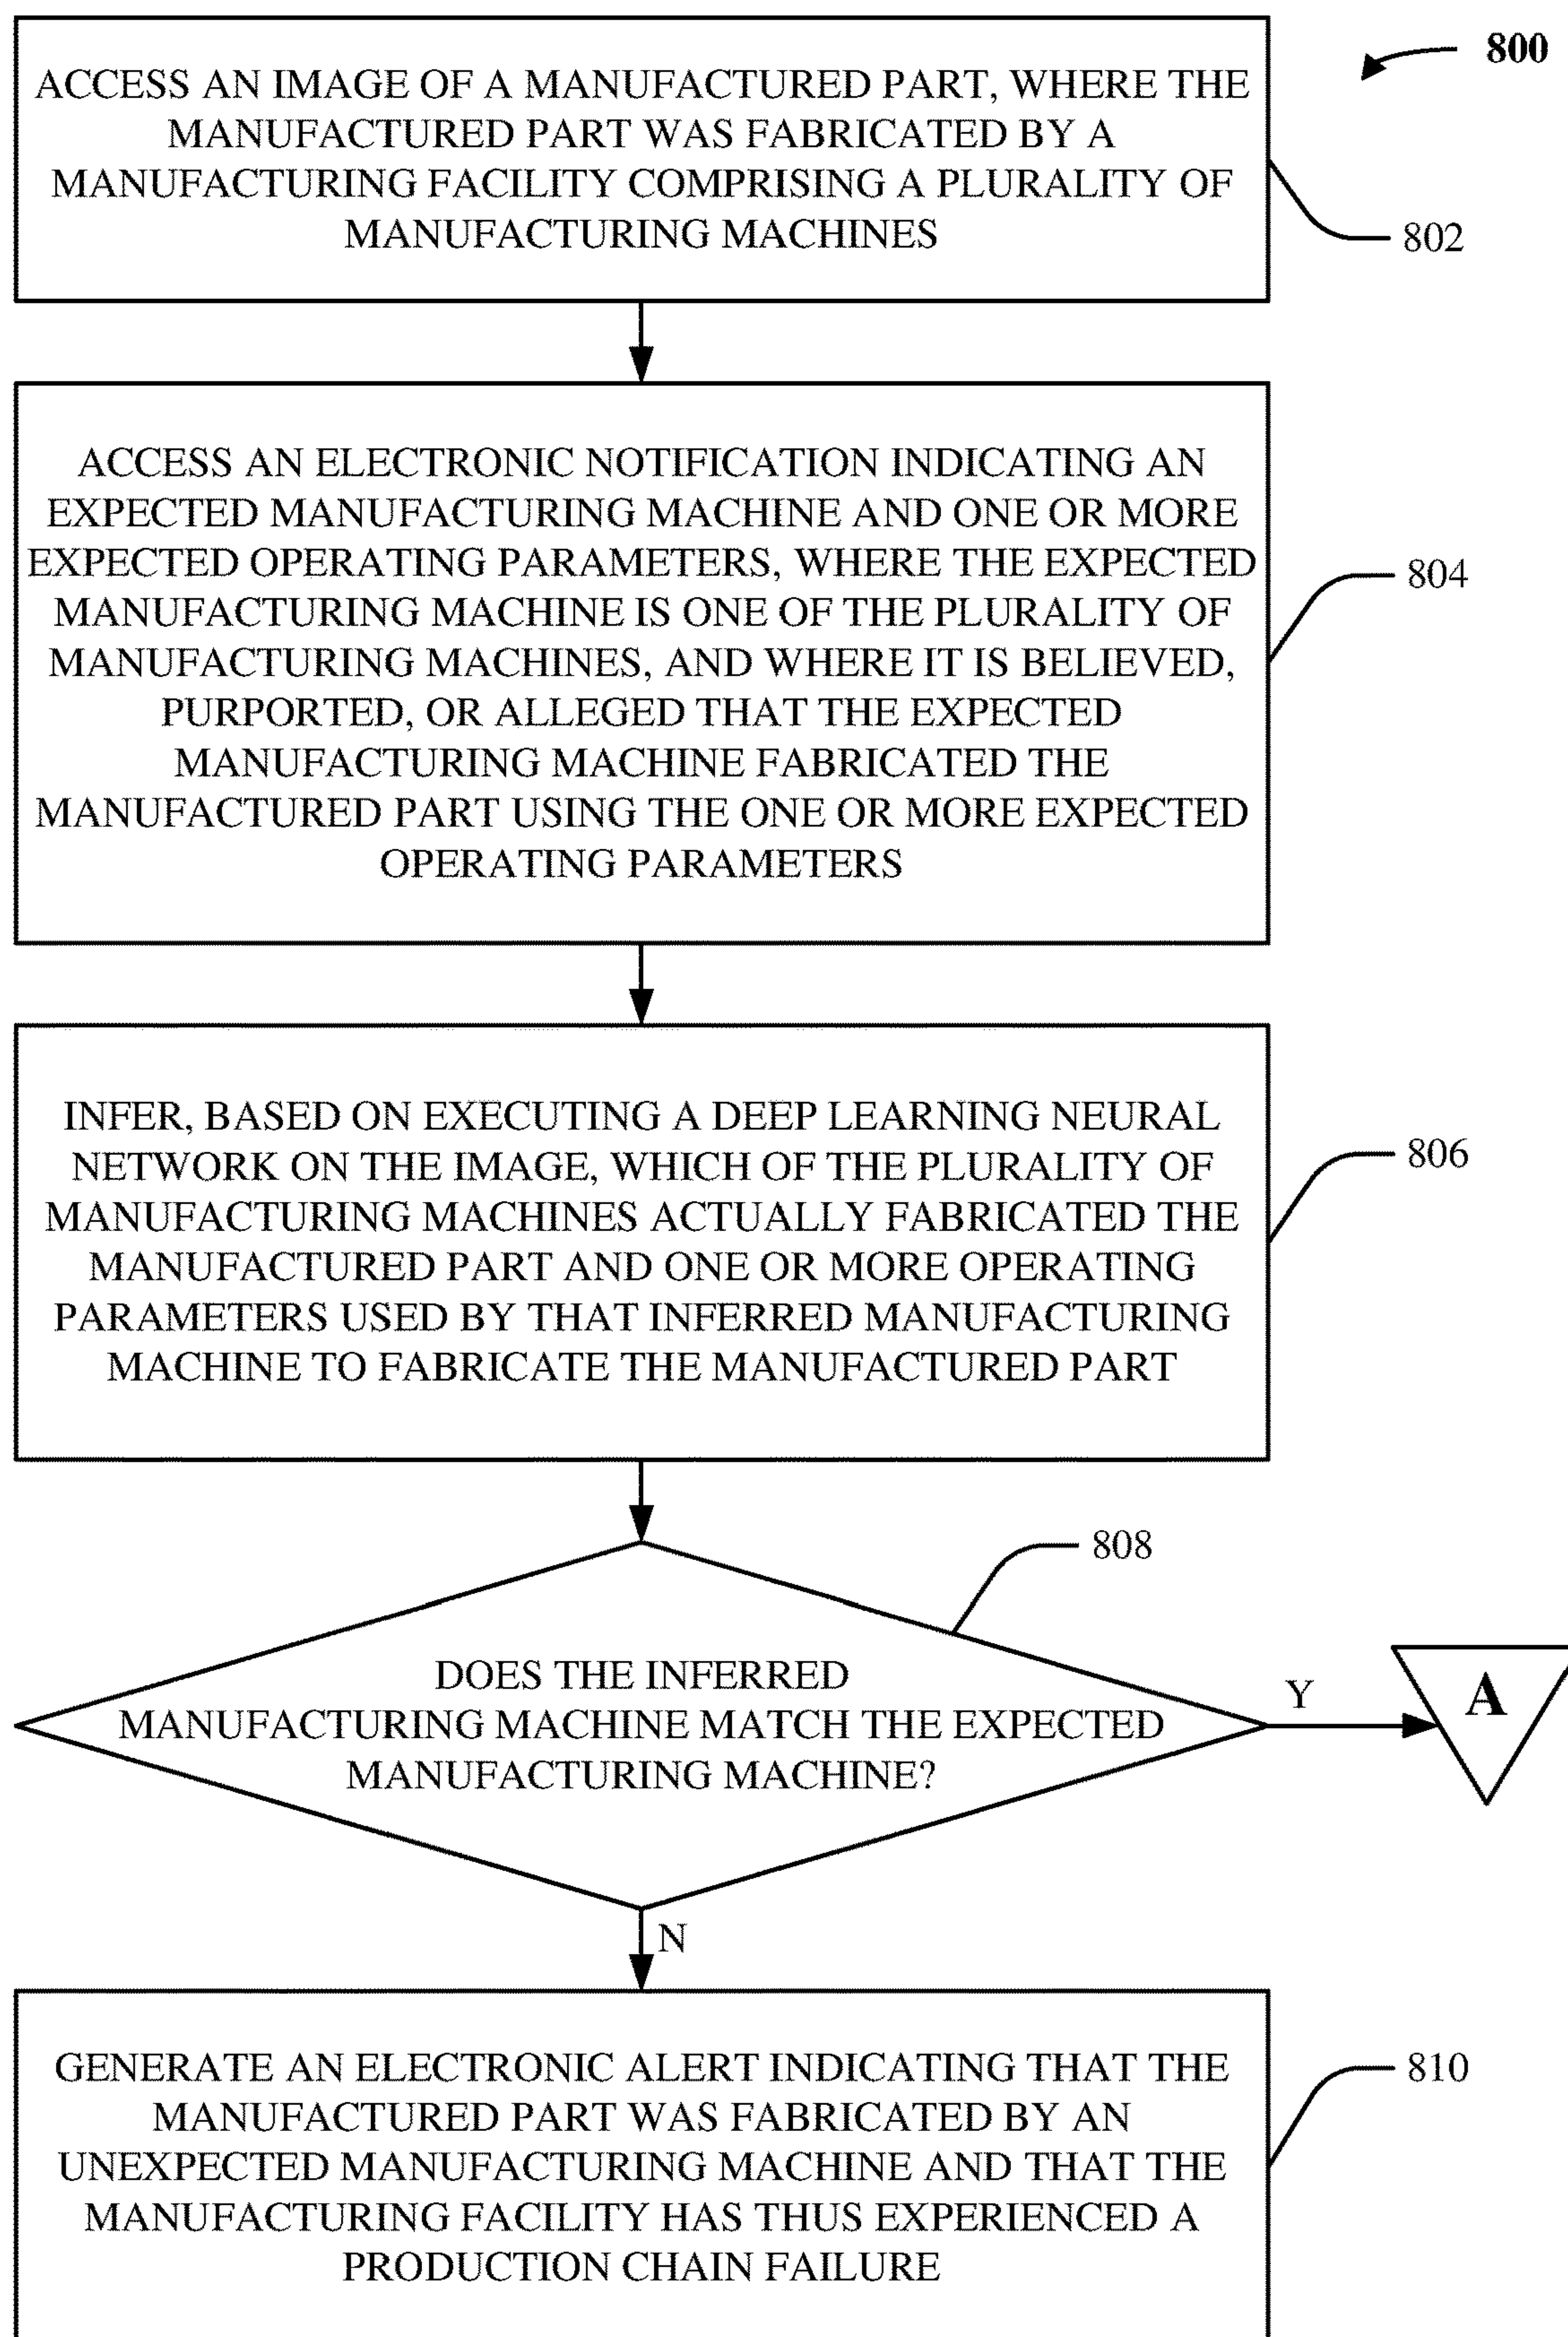 800
ACCESS AN IMAGE OF A MANUFACTURED PART, WHERE THE
MANUFACTURED PART WAS FABRICATED BY A
MANUFACTURING FACILITY COMPRISING A PLURALITY OF
MANUFACTURING MACHINES
802
ACCESS AN ELECTRONIC NOTIFICATION INDICATING AN
EXPECTED MANUFACTURING MACHINE AND ONE OR MORE
EXPECTED OPERATING PARAMETERS, WHERE THE EXPECTED
MANUFACTURING MACHINE IS ONE OF THE PLURALITY OF
MANUFACTURING MACHINES, AND WHERE IT IS BELIEVED,
PURPORTED, OR ALLEGED THAT THE EXPECTED
MANUFACTURING MACHINE FABRICATED THE
MANUFACTURED PART USING THE ONE OR MORE EXPECTED
OPERATING PARAMETERS
804
INFER, BASED ON EXECUTING A DEEP LEARNING NEURAL
NETWORK ON THE IMAGE, WHICH OF THE PLURALITY OF
MANUFACTURING MACHINES ACTUALLY FABRICATED THE
MANUFACTURED PART AND ONE OR MORE OPERATING
PARAMETERS USED BY THAT INFERRED MANUFACTURING
MACHINE TO FABRICATE THE MANUFACTURED PART
806
808
DOES THE INFERRED
MANUFACTURING MACHINE MATCH THE EXPECTED
MANUFACTURING MACHINE?
Y
A
N
GENERATE AN ELECTRONIC ALERT INDICATING THAT THE
MANUFACTURED PART WAS FABRICATED BY AN
UNEXPECTED MANUFACTURING MACHINE AND THAT THE
MANUFACTURING FACILITY HAS THUS EXPERIENCED A
PRODUCTION CHAIN FAILURE
810